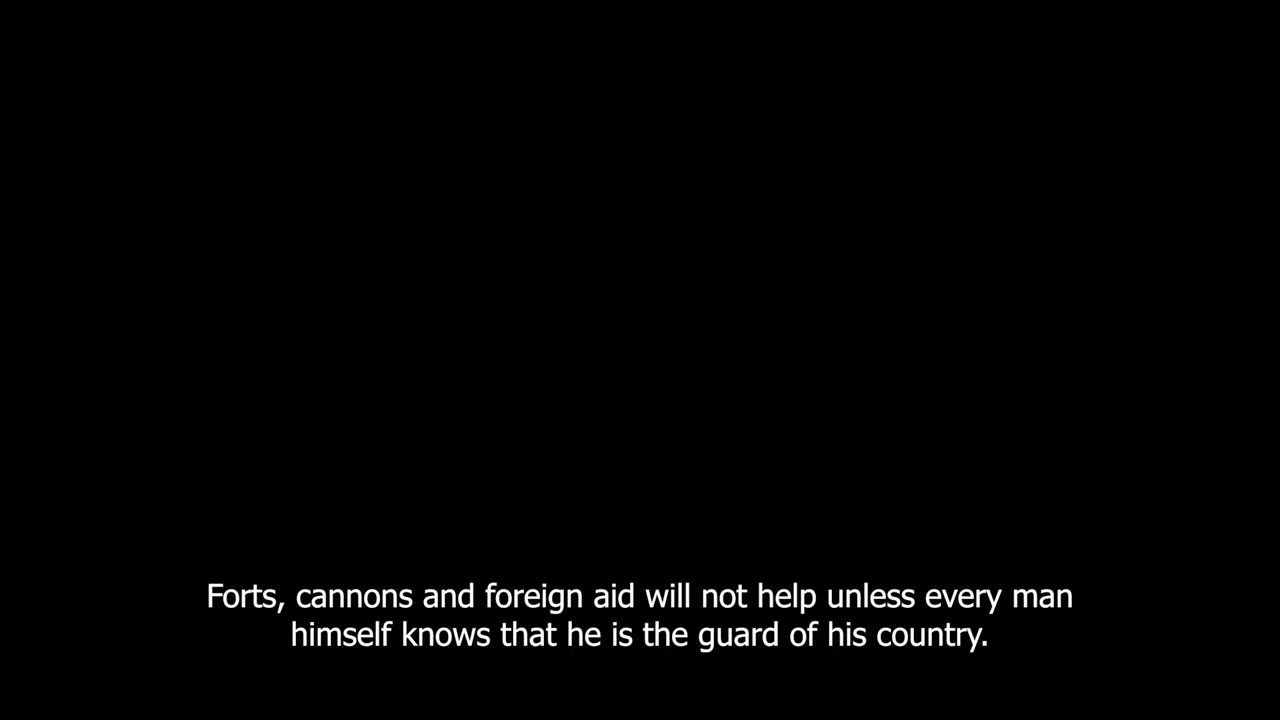 Forts, cannons and foreign aid will not help unless every man
himself knows that he is the guard of his country.